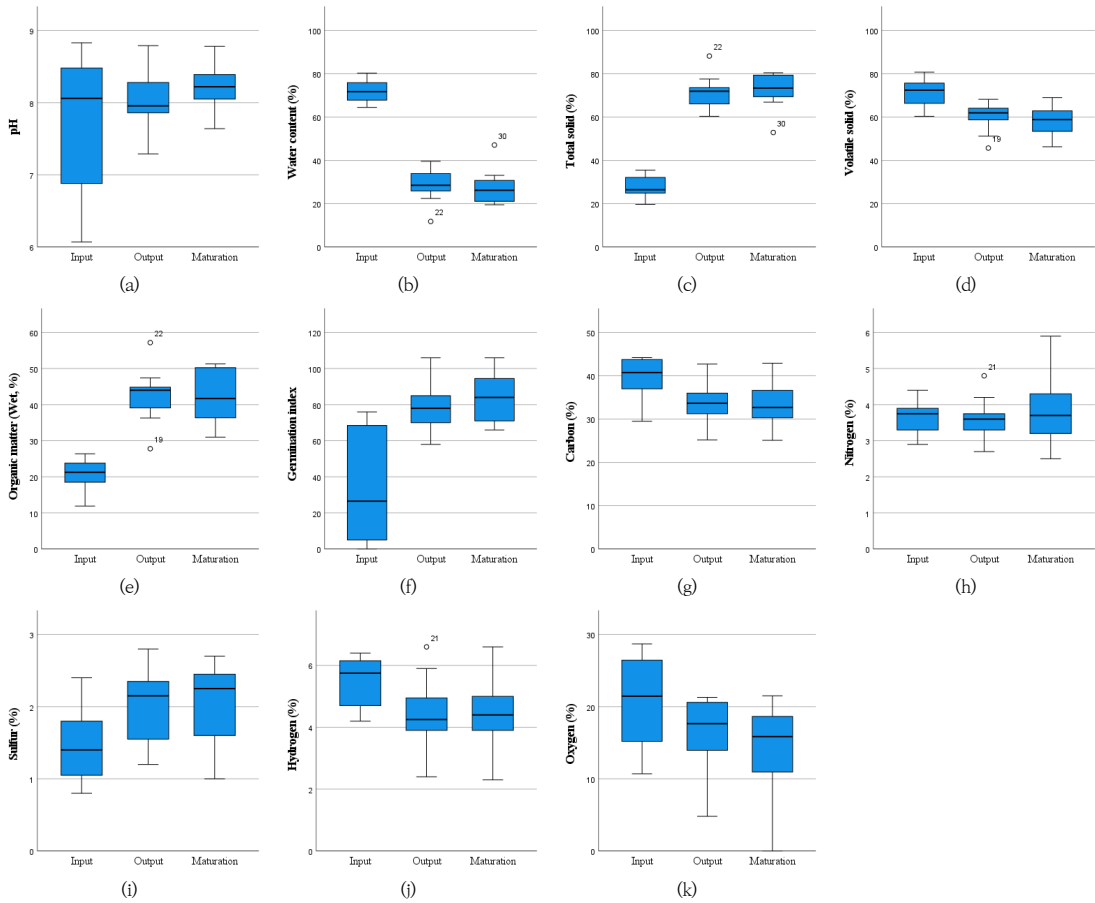 pH
9
8
7
6
Input
Output
Maturation
(a)
Water content (%)
100
80
60
40
20
0
22
30
Input
Output
Maturation
(b)
Total solid (%)
100
80
60
40
20
0
22
30
Input
Output
Maturation
(c)
Volatile solid (%)
100
80
60
40
20
0
19
Input
Output
Maturation
(d)
Organic matter (Wet, %)
60
50
40
30
20
10
0
22
19
Input
Output
Maturation
(e)
Germination index
120
100
80
60
40
20
0
Input
Output
Maturation
(f)
Carbon (%)
50
40
30
20
10
0
Input
Output
Maturation
(g)
Nitrogen (%)
6
5
4
3
2
1
0
21
Input
Output
Maturation
(h)
Sulfur (%)
3
2
1
0
Input
Output
Maturation
(i)
Hydrogen (%)
6
4
2
0
21
Input
Output
Maturation
(j)
Oxygen (%)
30
20
10
0
Input
Output
Maturation
(k)